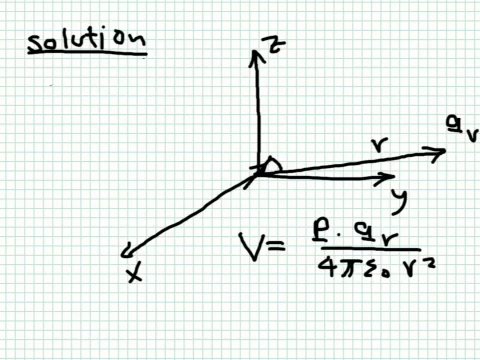 solution
z
r
a_r
y
x
V = P · a_r / 4πε₀ r²